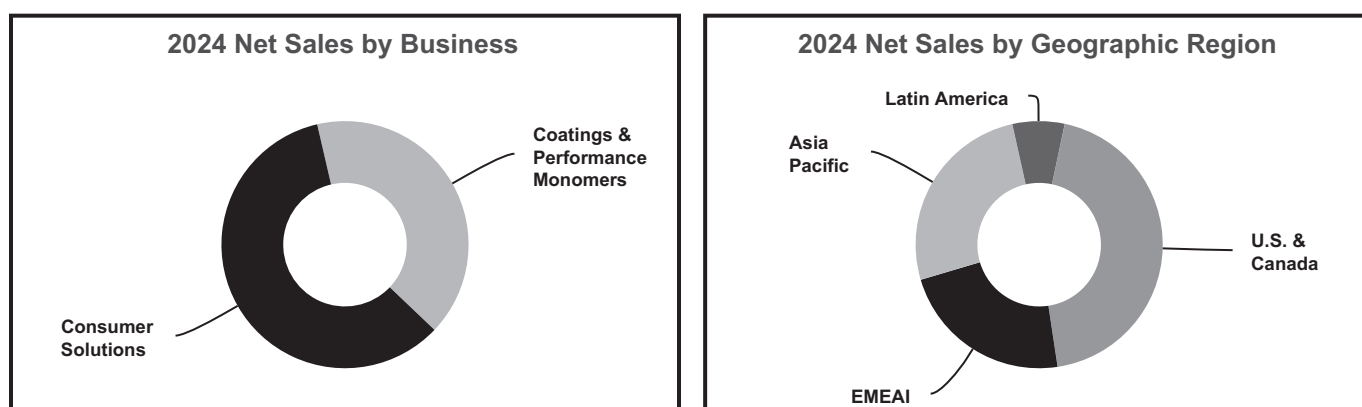 2024 Net Sales by Business
Coatings &
Performance
Monomers
Consumer
Solutions
2024 Net Sales by Geographic Region
Latin America
Asia
Pacific
U.S. &
Canada
EMEAI